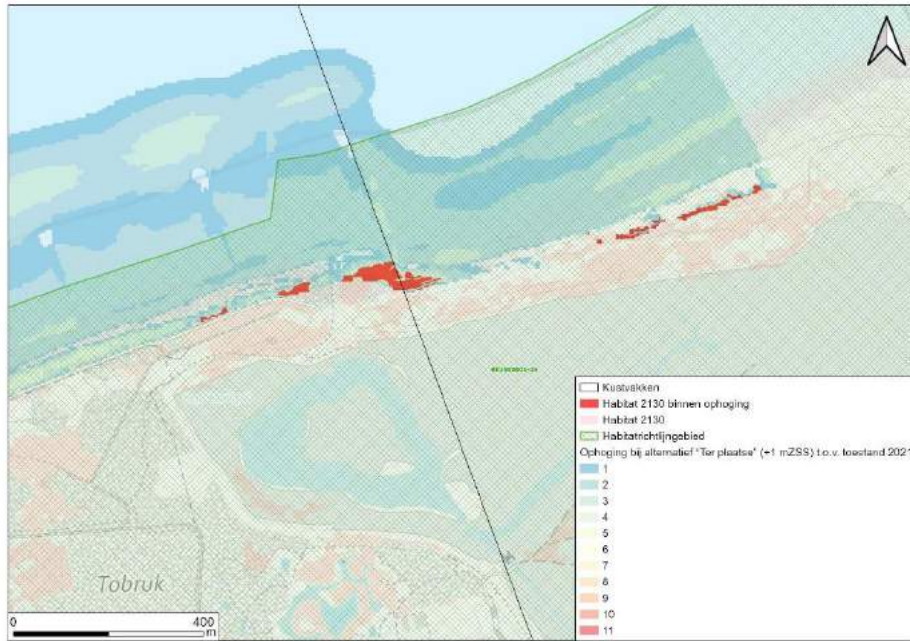 Kustvakken
Habitat 2130 binnen ophoging
Habitat 2130
Habitatrichtlijngebied
Ophoging bij alternatief "Ter plaatse" (+1 mZSS) t.o.v. toestand 2021
1
2
3
4
5
6
7
8
9
10
11
Tobruk
0
400
m